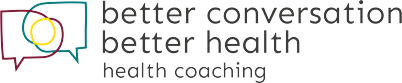 better conversation
better health
health coaching